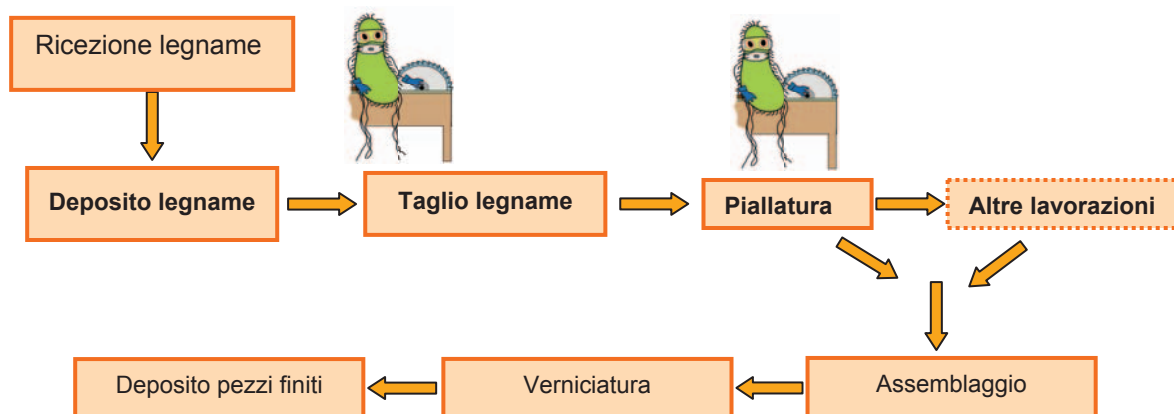 Ricezione legname
Deposito legname
Taglio legname
Piallatura
Altre lavorazioni
Deposito pezzi finiti
Verniciatura
Assemblaggio